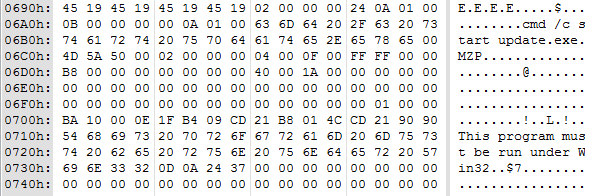 0690h: 45 19 45 19 45 19 45 19 02 00 00 00 24 0A 01 00 E.E.E.E.....$...
06A0h: 0B 00 00 00 00 0A 01 00 63 6D 64 20 2F 63 20 73 ........cmd /c s
06B0h: 74 61 72 74 20 75 70 64 61 74 65 2E 65 78 65 00 tart update.exe.
06C0h: 4D 5A 50 00 02 00 00 00 04 00 0F 00 FF FF 00 00 MZP.............
06D0h: B8 00 00 00 00 00 00 00 40 00 1A 00 00 00 00 00 ........@.......
06E0h: 00 00 00 00 00 00 00 00 00 00 00 00 00 00 00 00 ................
06F0h: 00 00 00 00 00 00 00 00 00 00 00 00 00 01 00 00 ................
0700h: BA 10 00 0E 1F B4 09 CD 21 B8 01 4C CD 21 90 90 ........!..L.!..
0710h: 54 68 69 73 20 70 72 6F 67 72 61 6D 20 6D 75 73 This program mus
0720h: 74 20 62 65 20 72 75 6E 20 75 6E 64 65 72 20 57 t be run under W
0730h: 69 6E 33 32 0D 0A 24 37 00 00 00 00 00 00 00 00 in32..$7........
0740h: 00 00 00 00 00 00 00 00 00 00 00 00 00 00 00 00 ................